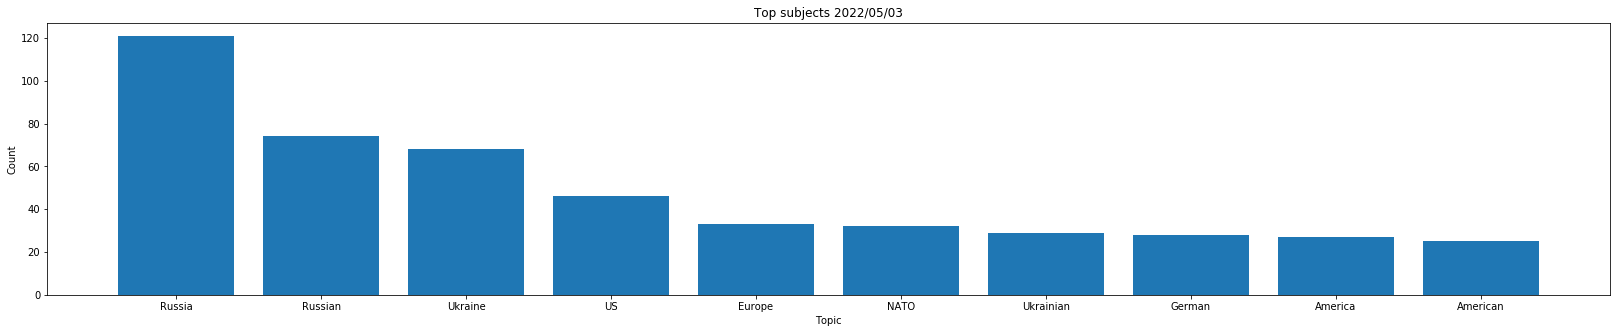 Top subjects 2022/05/03
Count
120
100
80
60
40
20
0
Russia Russian Ukraine US Europe NATO Ukrainian German America American
Topic